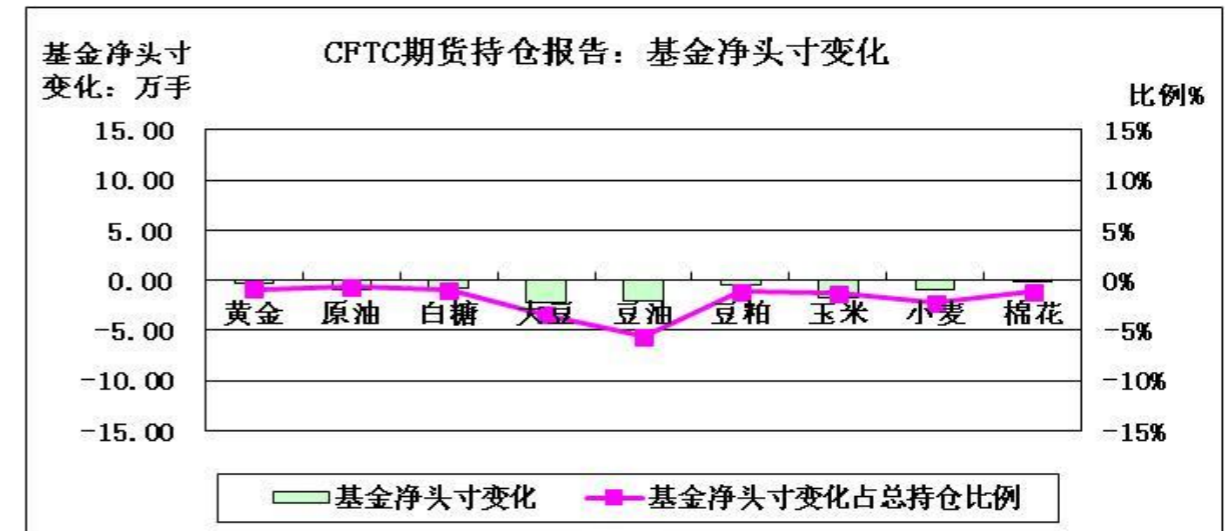 基金净头寸
变化：万手
CFTC期货持仓报告：基金净头寸变化
比例%
15.00
15%
10.00
10%
5.00
5%
0.00
0%
黄金 原油 白糖 大豆 豆油 豆粕 玉米 小麦 棉花
-5.00
-5%
-10.00
-10%
-15.00
-15%
基金净头寸变化 基金净头寸变化占总持仓比例